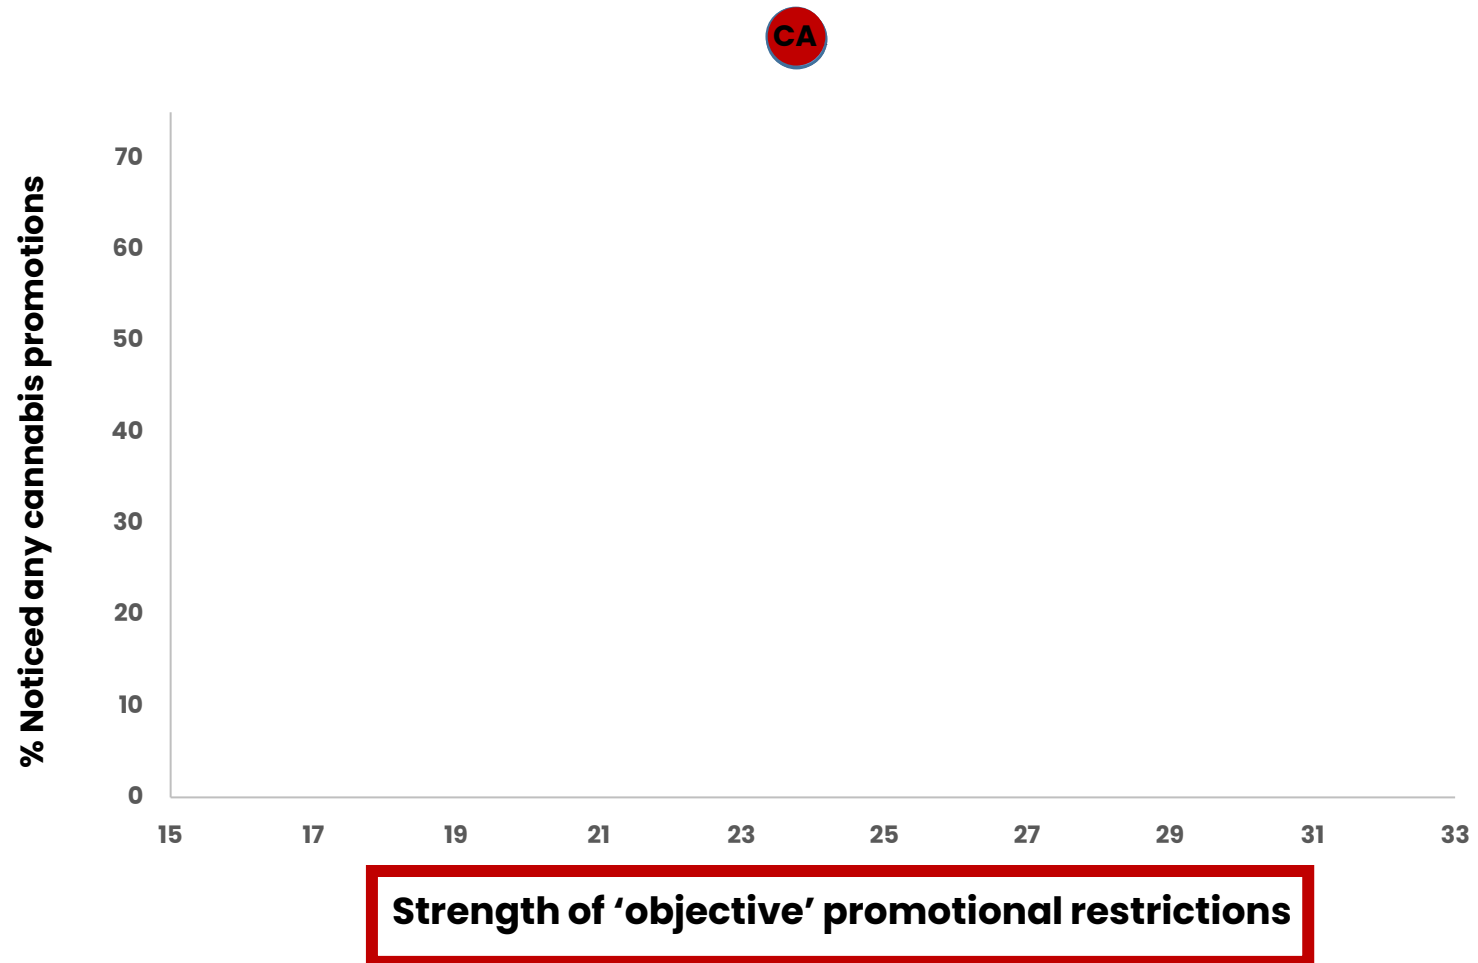 CA
% Noticed any cannabis promotions
70
60
50
40
30
20
10
0
15 17 19 21 23 25 27 29 31 33
Strength of ‘objective’ promotional restrictions